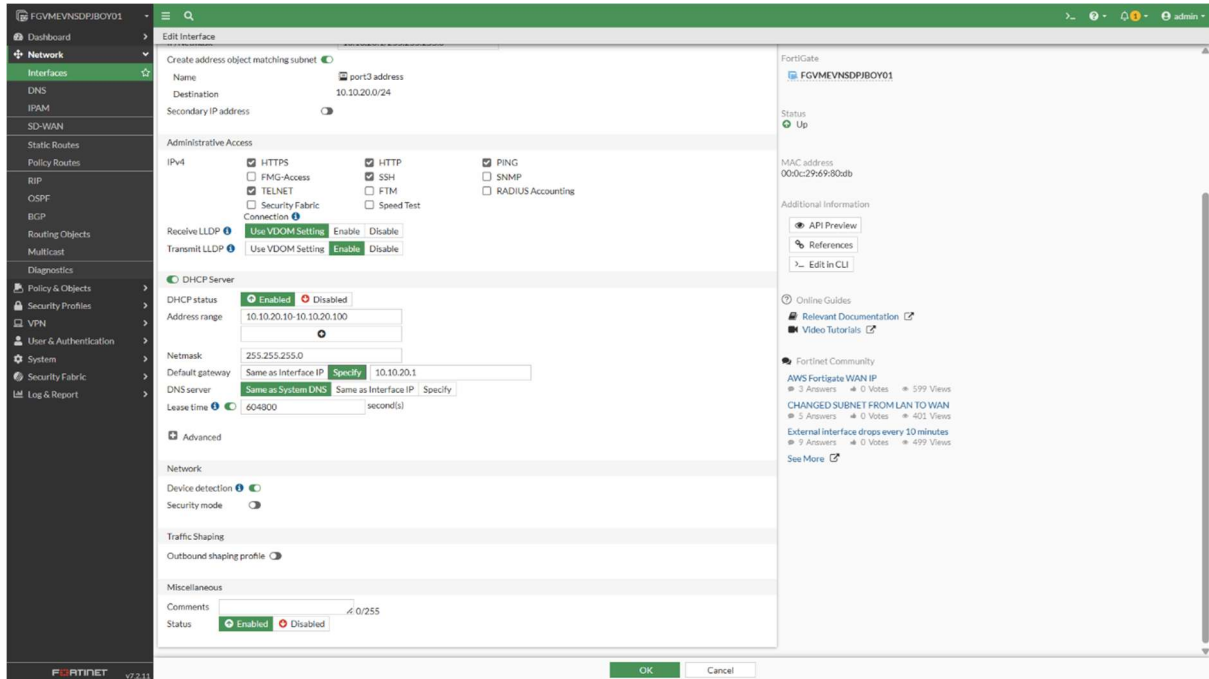 FGVMEVNSDPJBOY01
1
admin
Dashboard
Network
Interfaces
DNS
IPAM
SD-WAN
Static Routes
Policy Routes
RIP
OSPF
BGP
Routing Objects
Multicast
Diagnostics
Policy & Objects
Security Profiles
VPN
User & Authentication
System
Security Fabric
Log & Report
FORTINET v7.2.11
Edit Interface
Create address object matching subnet
Name port3 address
Destination 10.10.20.0/24
Secondary IP address
Administrative Access
IPv4 HTTPS HTTP PING
FMG-Access SSH SNMP
TELNET FTM RADIUS Accounting
Security Fabric Speed Test
Connection
Receive LLDP Use VDOM Setting Enable Disable
Transmit LLDP Use VDOM Setting Enable Disable
DHCP Server
DHCP status Enabled Disabled
Address range 10.10.20.10-10.10.20.100
Netmask 255.255.255.0
Default gateway Same as Interface IP Specify 10.10.20.1
DNS server Same as System DNS Same as Interface IP Specify
Lease time 604800 second(s)
Advanced
Network
Device detection
Security mode
Traffic Shaping
Outbound shaping profile
Miscellaneous
Comments 0/255
Status Enabled Disabled
OK Cancel
FortiGate
FGVMEVNSDPJBOY01
Status
Up
MAC address
00:0c:29:69:80:db
Additional Information
API Preview
References
Edit in CLI
Online Guides
Relevant Documentation
Video Tutorials
Fortinet Community
AWS Fortigate WAN IP
3 Answers 0 Votes 599 Views
CHANGED SUBNET FROM LAN TO WAN
5 Answers 0 Votes 401 Views
External interface drops every 10 minutes
9 Answers 0 Votes 499 Views
See More